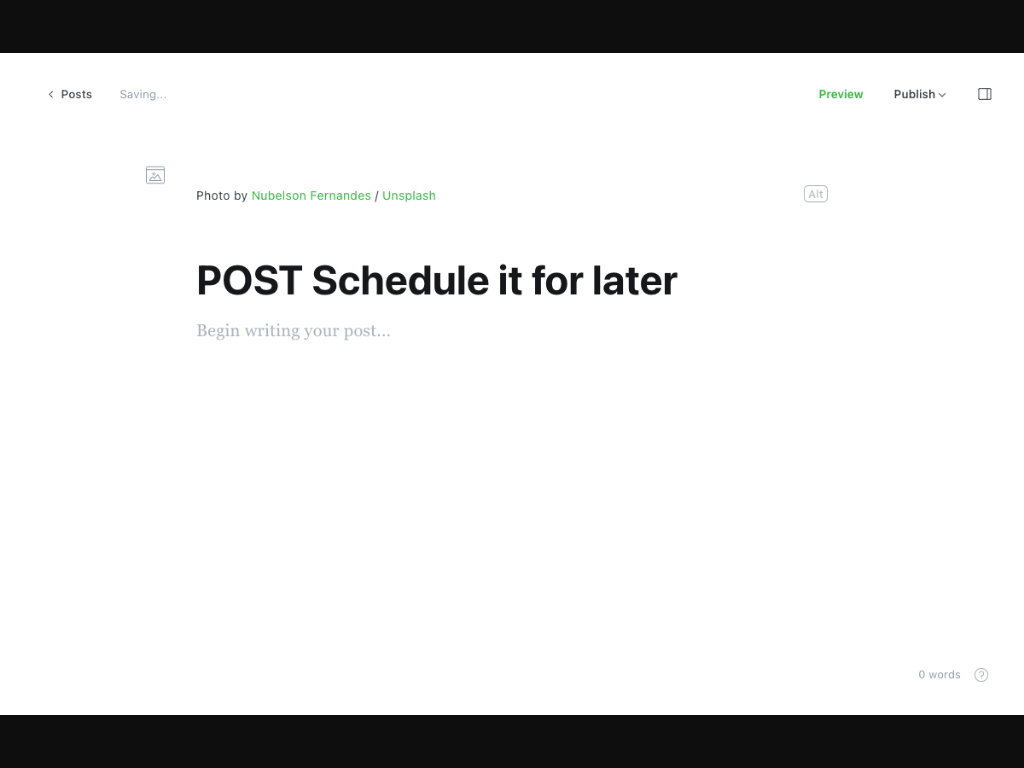 Posts Saving... Preview Publish
Photo by Nubelson Fernandes / Unsplash Alt
POST Schedule it for later
Begin writing your post...
0 words ?